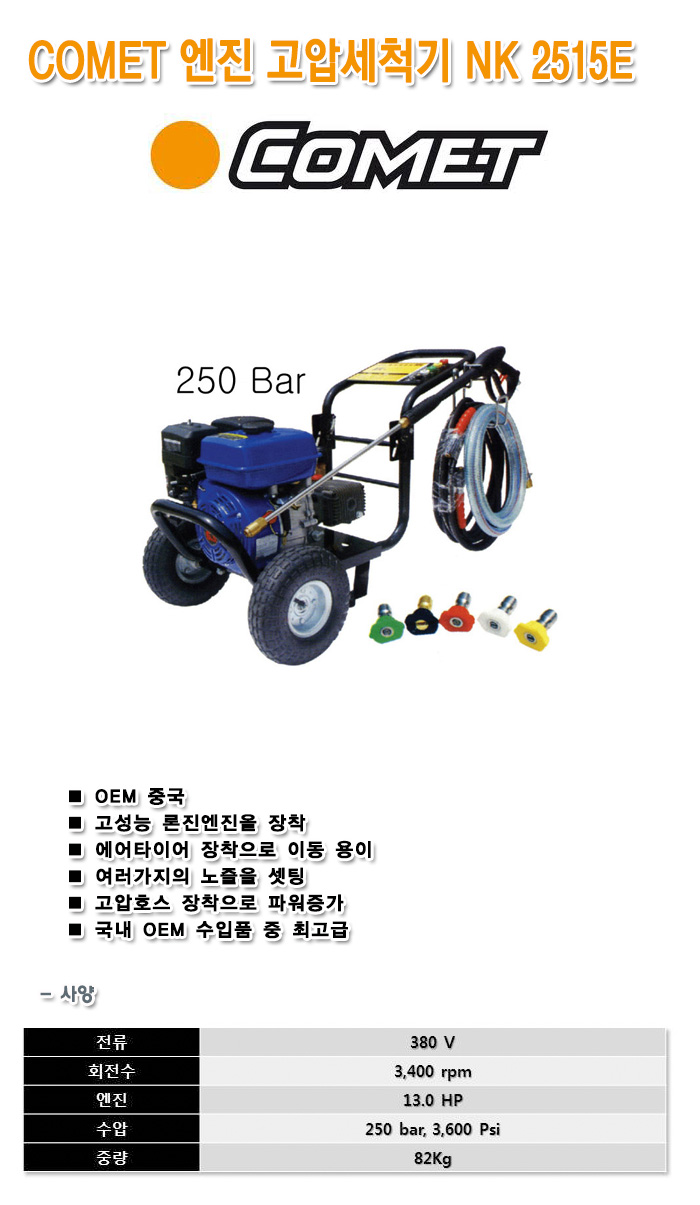 COMET 엔진 고압세척기 NK 2515E
COMET
250 Bar
■ OEM 중국
■ 고성능 론진엔진을 장착
■ 에어타이어 장착으로 이동 용이
■ 여러가지의 노즐을 셋팅
■ 고압호스 장착으로 파워증가
■ 국내 OEM 수입품 중 최고급
- 사양
전류 380 V
회전수 3,400 rpm
엔진 13.0 HP
수압 250 bar, 3,600 Psi
중량 82Kg